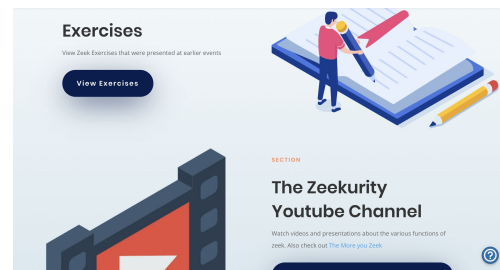 Exercises
View Zeek Exercises that were presented at earlier events
View Exercises
SECTION
The Zeekurity
Youtube Channel
Watch videos and presentations about the various functions of
zeek. Also check out The More you Zeek
?